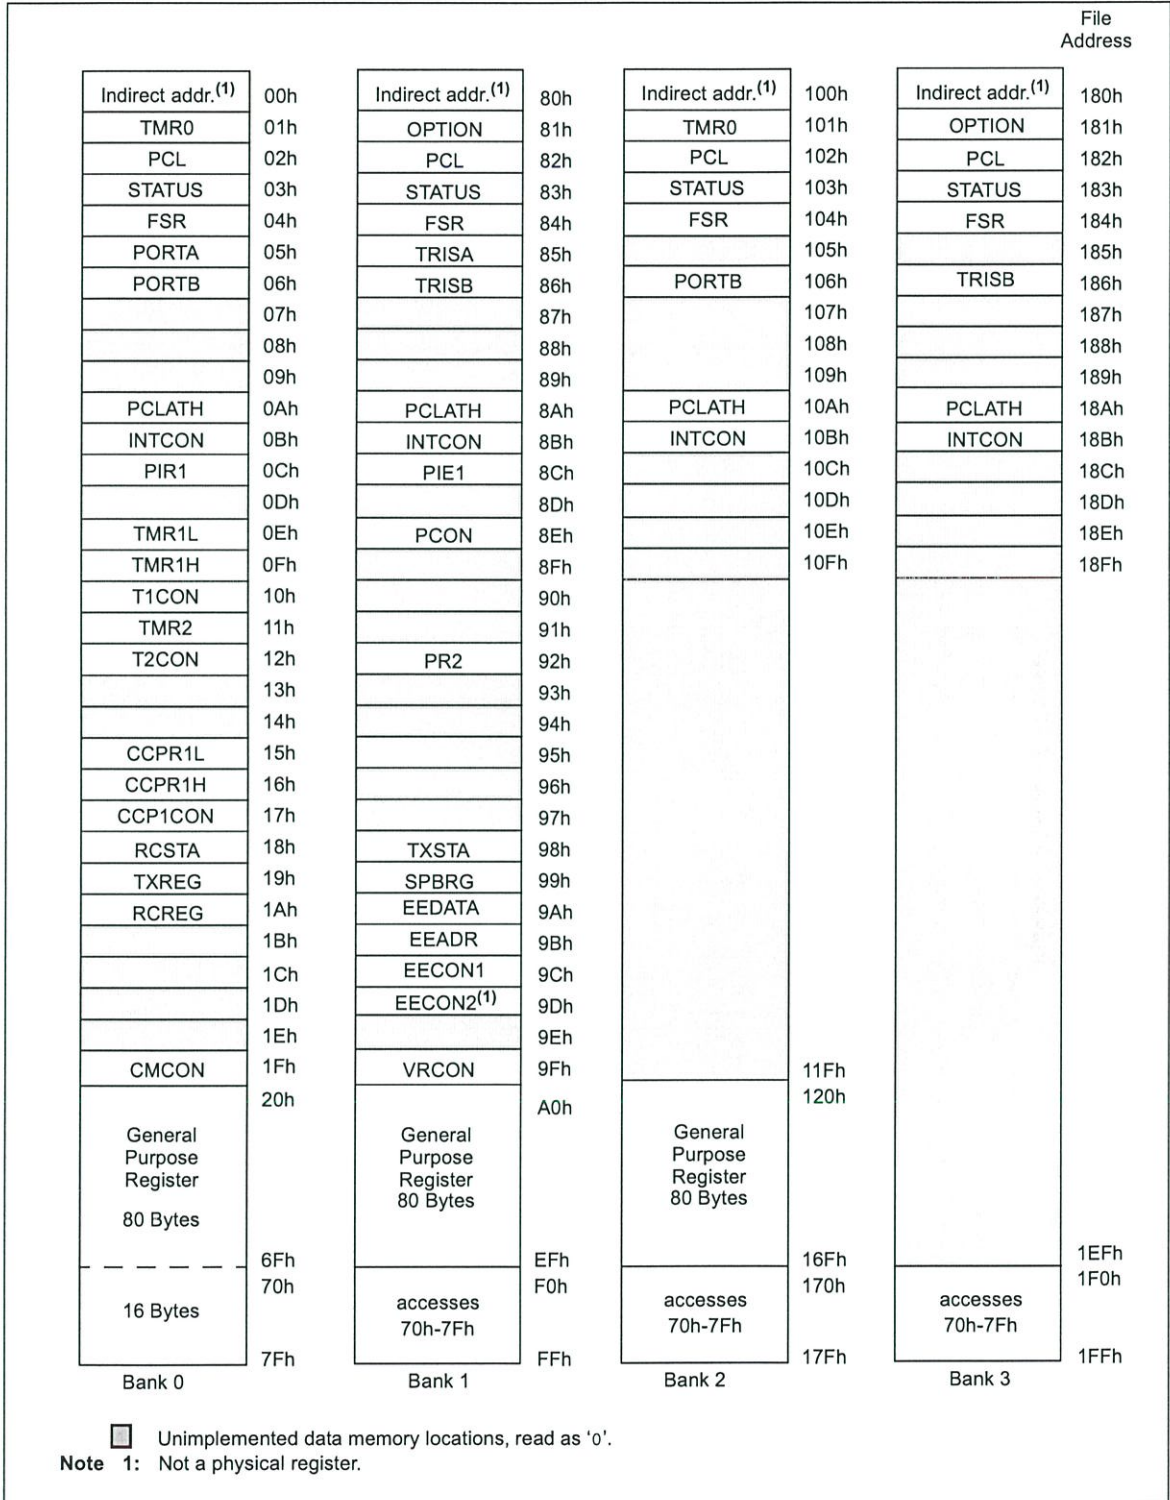 File
Address
Indirect addr.(1) 00h Indirect addr.(1) 80h Indirect addr.(1) 100h Indirect addr.(1) 180h
TMR0 01h OPTION 81h TMR0 101h OPTION 181h
PCL 02h PCL 82h PCL 102h PCL 182h
STATUS 03h STATUS 83h STATUS 103h STATUS 183h
FSR 04h FSR 84h FSR 104h FSR 184h
PORTA 05h TRISA 85h 105h 185h
PORTB 06h TRISB 86h PORTB 106h TRISB 186h
07h 87h 107h 187h
08h 88h 108h 188h
09h 89h 109h 189h
PCLATH 0Ah PCLATH 8Ah PCLATH 10Ah PCLATH 18Ah
INTCON 0Bh INTCON 8Bh INTCON 10Bh INTCON 18Bh
PIR1 0Ch PIE1 8Ch 10Ch 18Ch
0Dh 8Dh 10Dh 18Dh
TMR1L 0Eh PCON 8Eh 10Eh 18Eh
TMR1H 0Fh 8Fh 10Fh 18Fh
T1CON 10h 90h
TMR2 11h 91h
T2CON 12h PR2 92h
13h 93h
14h 94h
CCPR1L 15h 95h
CCPR1H 16h 96h
CCP1CON 17h 97h
RCSTA 18h TXSTA 98h
TXREG 19h SPBRG 99h
RCREG 1Ah EEDATA 9Ah
1Bh EEADR 9Bh
1Ch EECON1 9Ch
1Dh EECON2(1) 9Dh
1Eh 9Eh
CMCON 1Fh VRCON 9Fh 11Fh
20h A0h 120h
General General General
Purpose Purpose Purpose
Register Register Register
80 Bytes 80 Bytes 80 Bytes
6Fh EFh 16Fh 1EFh
70h F0h 170h 1F0h
16 Bytes accesses accesses accesses
70h-7Fh 70h-7Fh 70h-7Fh
7Fh FFh 17Fh 1FFh
Bank 0 Bank 1 Bank 2 Bank 3
Unimplemented data memory locations, read as ‘0’.
Note 1: Not a physical register.